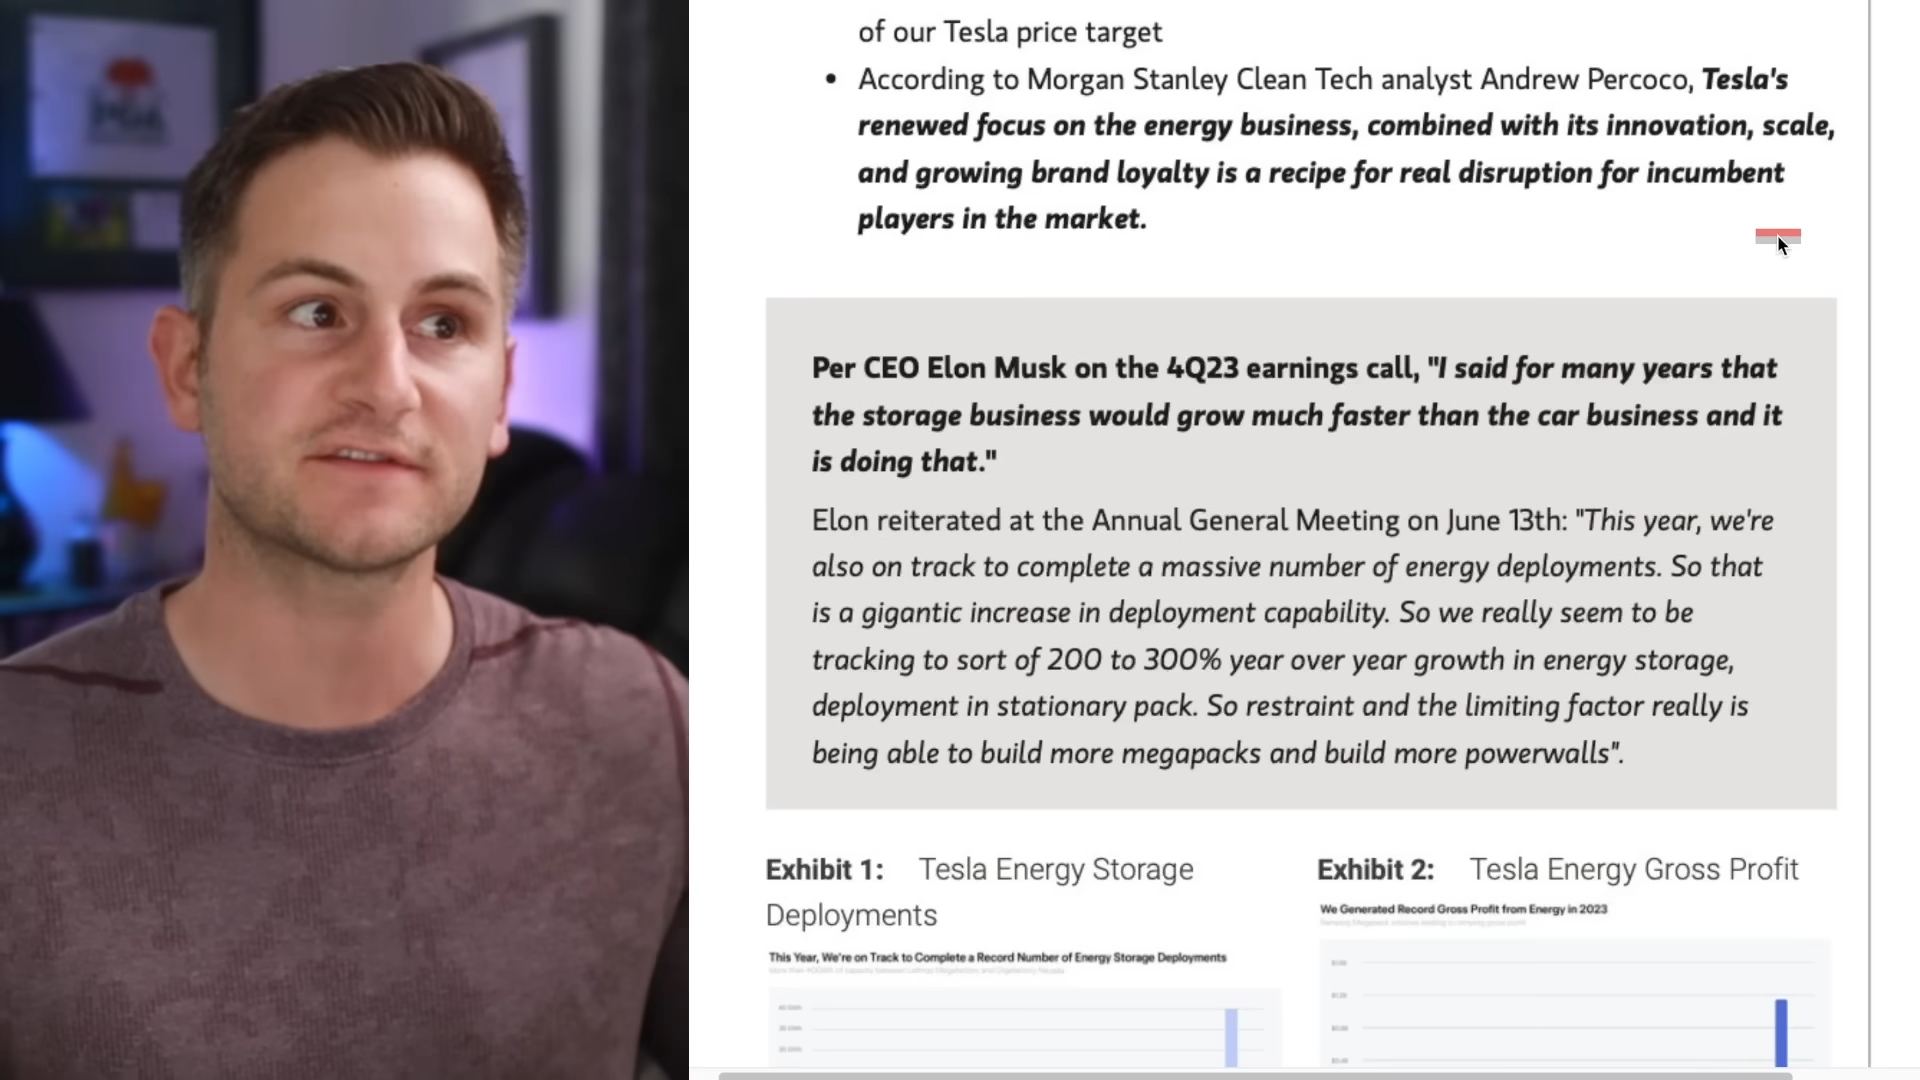 of our Tesla price target
• According to Morgan Stanley Clean Tech analyst Andrew Percoco, Tesla's
renewed focus on the energy business, combined with its innovation, scale,
and growing brand loyalty is a recipe for real disruption for incumbent
players in the market.
Per CEO Elon Musk on the 4Q23 earnings call, "I said for many years that
the storage business would grow much faster than the car business and it
is doing that."
Elon reiterated at the Annual General Meeting on June 13th: "This year, we're
also on track to complete a massive number of energy deployments. So that
is a gigantic increase in deployment capability. So we really seem to be
tracking to sort of 200 to 300% year over year growth in energy storage,
deployment in stationary pack. So restraint and the limiting factor really is
being able to build more megapacks and build more powerwalls".
Exhibit 1: Tesla Energy Storage
Deployments
This Year, We're on Track to Complete a Record Number of Energy Storage Deployments
Exhibit 2: Tesla Energy Gross Profit
We Generated Record Gross Profit from Energy in 2023